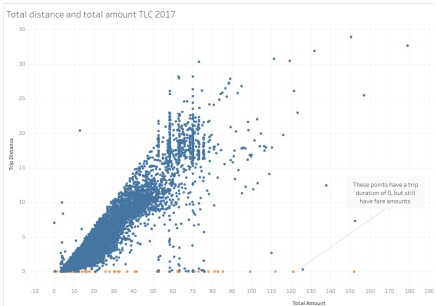 Total distance and total amount TLC 2017
35
30
25
20
15
10
5
0
-5
Trip Distance
These points have a trip
duration of 0, but still
have fare amounts
-10 0 10 20 30 40 50 60 70 80 90 100 110 120 130 140 150 160 170 180 190
Total Amount